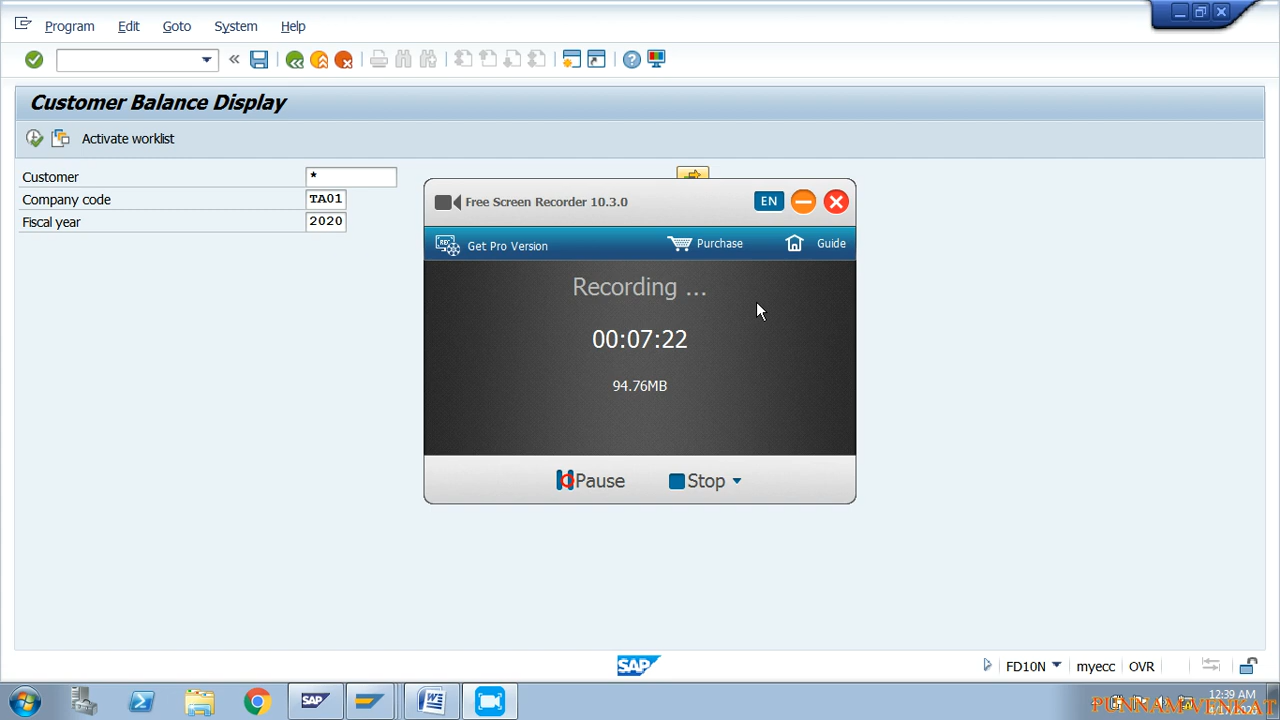 Program Edit Goto System Help
Customer Balance Display
Activate worklist
Customer *
Company code TA01
Fiscal year 2020
Free Screen Recorder 10.3.0 EN
Get Pro Version Purchase Guide
Recording ...
00:07:22
94.76MB
Pause Stop
SAP FD10N myecc OVR
12:39 AM
PUNNAM VENKAT